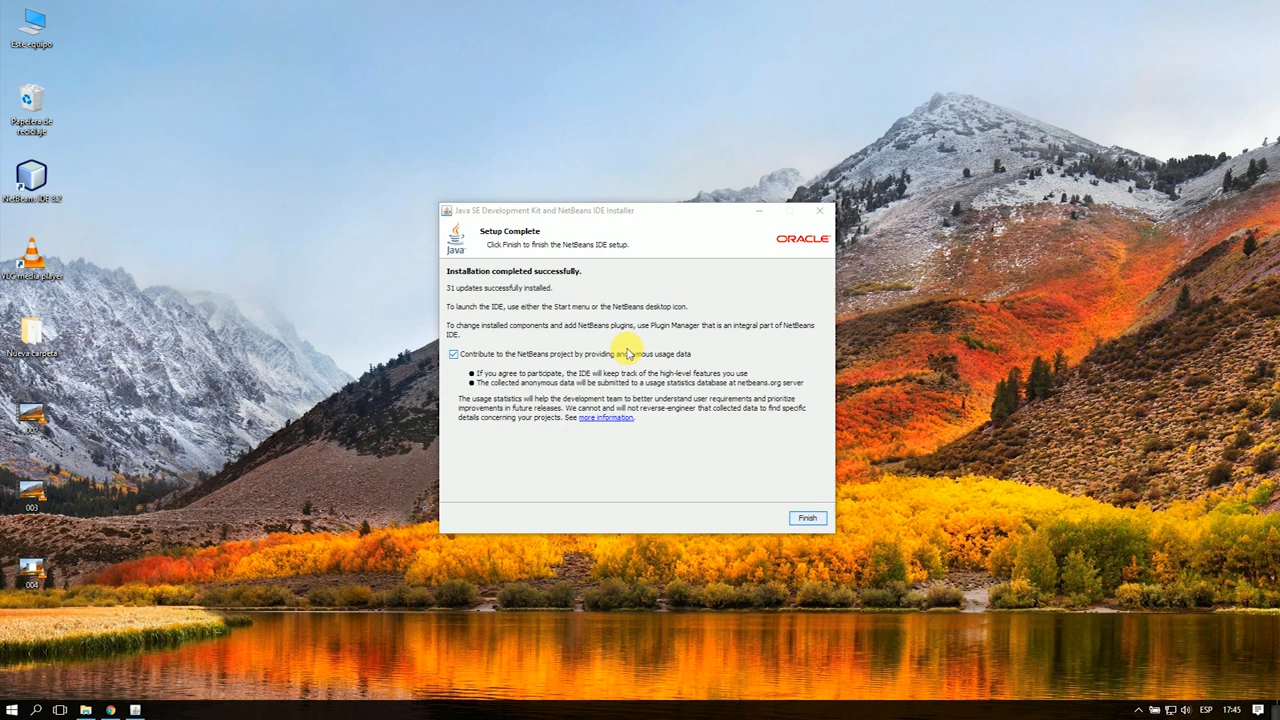 Este equipo
Papelera de
reciclaje
NetBeans IDE 8.2
VLC media player
Nueva carpeta
002
003
004
Java SE Development Kit and NetBeans IDE Installer
Setup Complete
Click Finish to finish the NetBeans IDE setup.
Java
ORACLE
Installation completed successfully.
31 updates successfully installed.
To launch the IDE, use either the Start menu or the NetBeans desktop icon.
To change installed components and add NetBeans plugins, use Plugin Manager that is an integral part of NetBeans
IDE.
Contribute to the NetBeans project by providing anonymous usage data
If you agree to participate, the IDE will keep track of the high-level features you use
The collected anonymous data will be submitted to a usage statistics database at netbeans.org server
The usage statistics will help the development team to better understand user requirements and prioritize
improvements in future releases. We cannot and will not reverse-engineer that collected data to find specific
details concerning your projects. See more information.
Finish
ESP
17:45